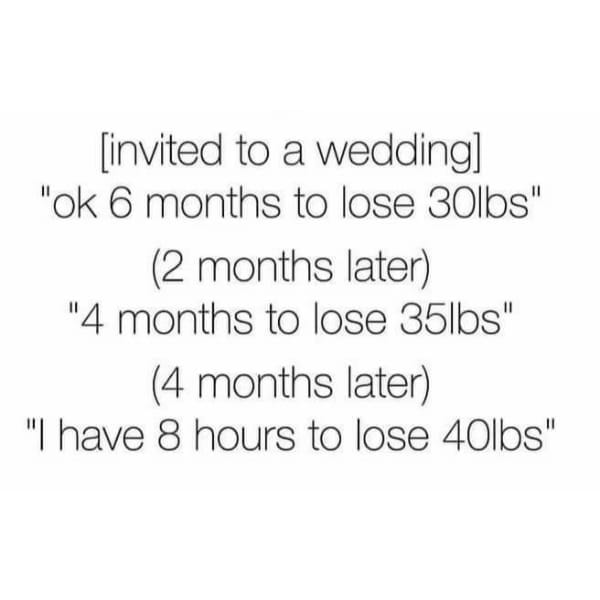 [invited to a wedding]
"ok 6 months to lose 30lbs"
(2 months later)
"4 months to lose 35lbs"
(4 months later)
"I have 8 hours to lose 40lbs"